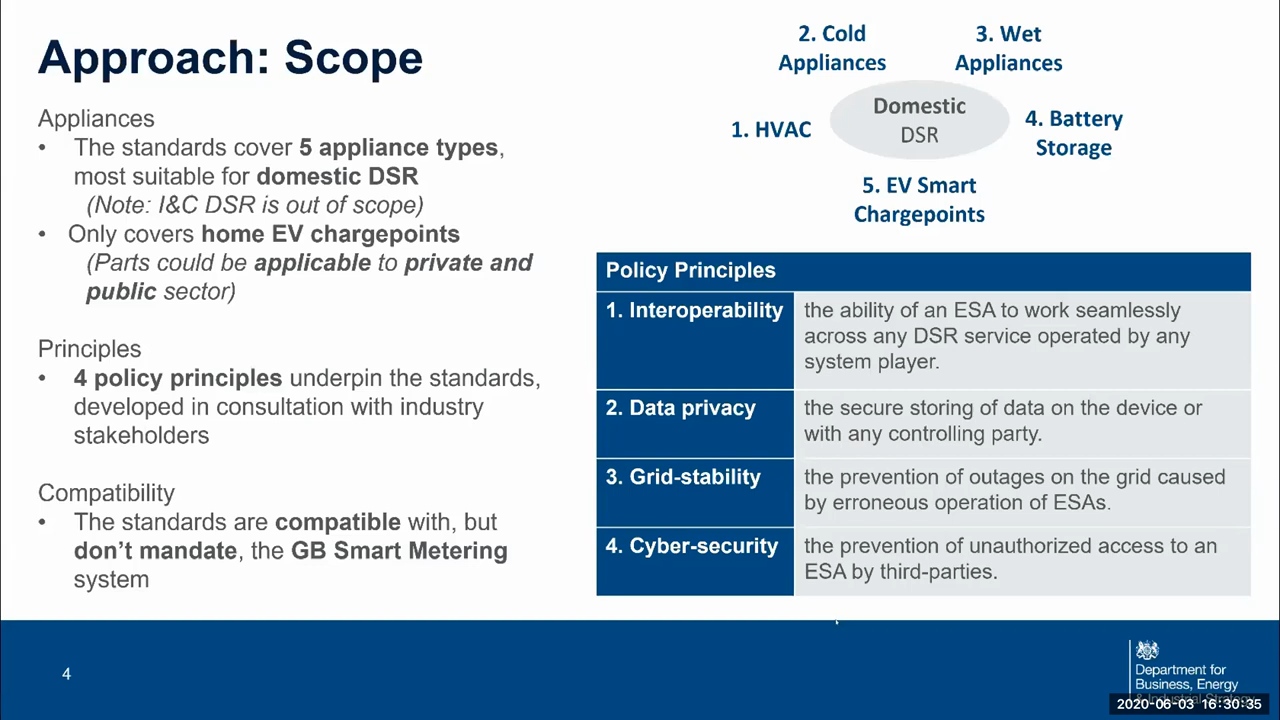 Approach: Scope
Appliances
• The standards cover 5 appliance types,
most suitable for domestic DSR
(Note: I&C DSR is out of scope)
• Only covers home EV chargepoints
(Parts could be applicable to private and
public sector)
Principles
• 4 policy principles underpin the standards,
developed in consultation with industry
stakeholders
Compatibility
• The standards are compatible with, but
don’t mandate, the GB Smart Metering
system
2. Cold
Appliances
3. Wet
Appliances
1. HVAC
Domestic
DSR
4. Battery
Storage
5. EV Smart
Chargepoints
Policy Principles
1. Interoperability
the ability of an ESA to work seamlessly
across any DSR service operated by any
system player.
2. Data privacy
the secure storing of data on the device or
with any controlling party.
3. Grid-stability
the prevention of outages on the grid caused
by erroneous operation of ESAs.
4. Cyber-security
the prevention of unauthorized access to an
ESA by third-parties.
4
Department for
Business, Energy
& Industrial Strategy
2020-06-03 16:30:35